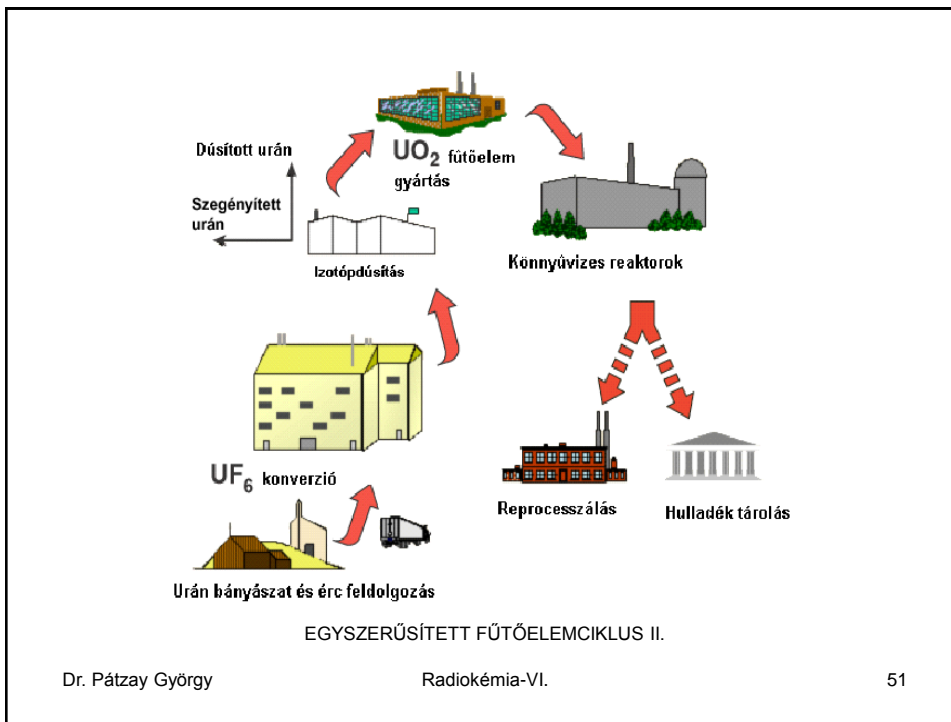 Dúsított urán
UO₂ fűtőelem
gyártás
Szegényített
urán
Izotópdúsítás
Könnyűvizes reaktorok
UF₆ konverzió
Reprocesszálás
Hulladék tárolás
Urán bányászat és érc feldolgozás
EGYSZERŰSÍTETT FŰTŐELEMCIKLUS II.
Dr. Pátzay György
Radiokémia-VI.
51